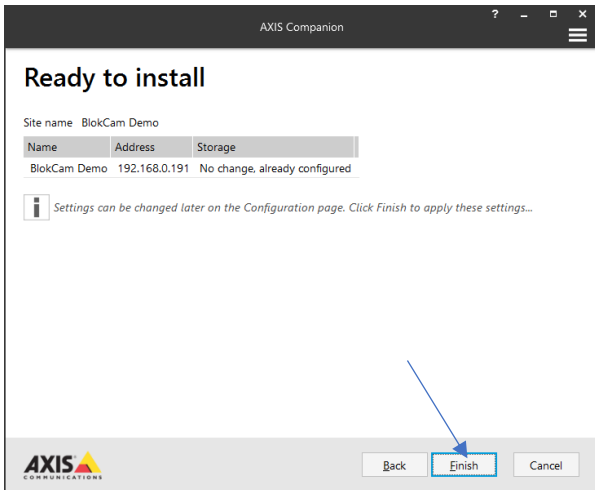 AXIS Companion
?
Ready to install
Site name BlokCam Demo
Name Address Storage
BlokCam Demo 192.168.0.191 No change, already configured
i Settings can be changed later on the Configuration page. Click Finish to apply these settings...
AXIS
COMMUNICATIONS
Back Finish Cancel